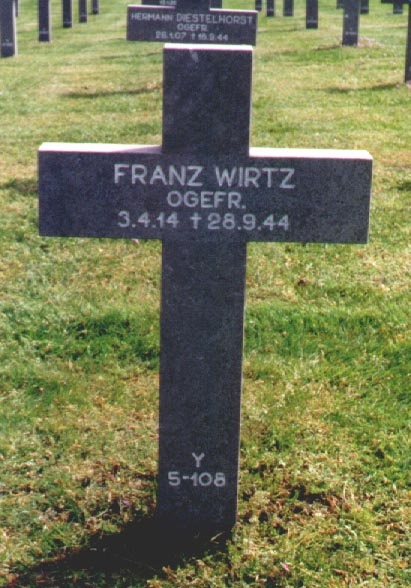 HERMANN DIESTELHORST
OGEFR.
FRANZ WIRTZ
OGEFR.
3.4.14 † 28.9.44
Y
5-108